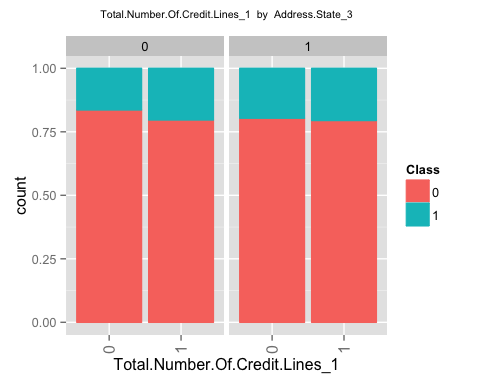 Total.Number.Of.Credit.Lines_1 by Address.State_3
0 1
1.00
0.75
0.50
0.25
0.00
count
0 1 0 1
Total.Number.Of.Credit.Lines_1
Class
0
1